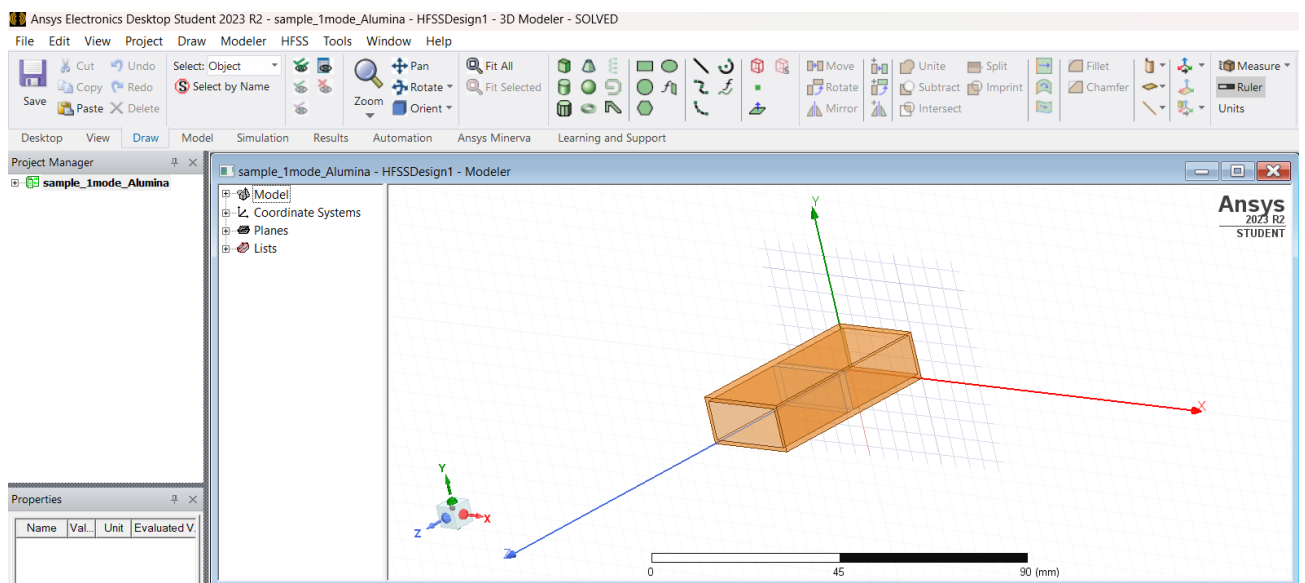 Ansys Electronics Desktop Student 2023 R2 - sample_1mode_Alumina - HFSSDesign1 - 3D Modeler - SOLVED
File Edit View Project Draw Modeler HFSS Tools Window Help
Save
Cut Undo
Copy Redo
Paste Delete
Select: Object
Select by Name
Zoom
Pan
Rotate
Orient
Fit All
Fit Selected
Move
Rotate
Mirror
Unite Split
Subtract Imprint
Intersect
Fillet
Chamfer
Measure
Ruler
Units
Desktop View Draw Model Simulation Results Automation Ansys Minerva Learning and Support
Project Manager
sample_1mode_Alumina
Properties
Name Val... Unit Evaluated V.
sample_1mode_Alumina - HFSSDesign1 - Modeler
Model
Coordinate Systems
Planes
Lists
Ansys
2023 R2
STUDENT
Y
X
Z
Y
X
Z
0 45 90 (mm)